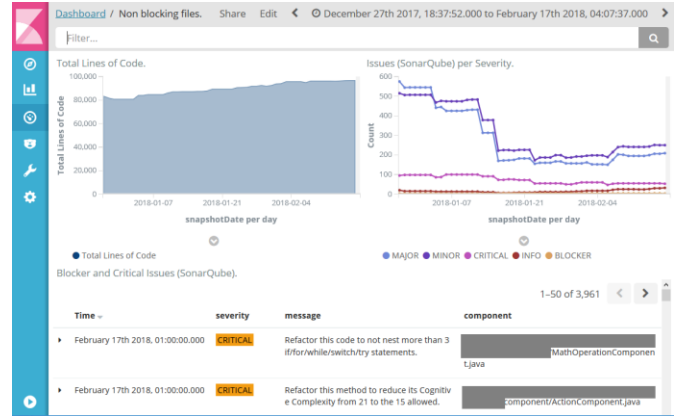 Dashboard / Non blocking files. Share Edit < December 27th 2017, 18:37:52.000 to February 17th 2018, 04:07:37.000 >
Filter...
Total Lines of Code.
Issues (SonarQube) per Severity.
100,000
80,000
60,000
40,000
20,000
0
Total Lines of Code
2018-01-07 2018-01-21 2018-02-04
snapshotDate per day
Total Lines of Code
600
500
400
300
200
100
0
Count
2018-01-07 2018-01-21 2018-02-04
snapshotDate per day
MAJOR MINOR CRITICAL INFO BLOCKER
Blocker and Critical Issues (SonarQube).
1–50 of 3,961 < >
Time severity message component
February 17th 2018, 01:00:00.000 CRITICAL Refactor this code to not nest more than 3
if/for/while/switch/try statements.
/MathOperationComponen
t.java
February 17th 2018, 01:00:00.000 CRITICAL Refactor this method to reduce its Cognitiv
e Complexity from 21 to the 15 allowed.
component/ActionComponent.java